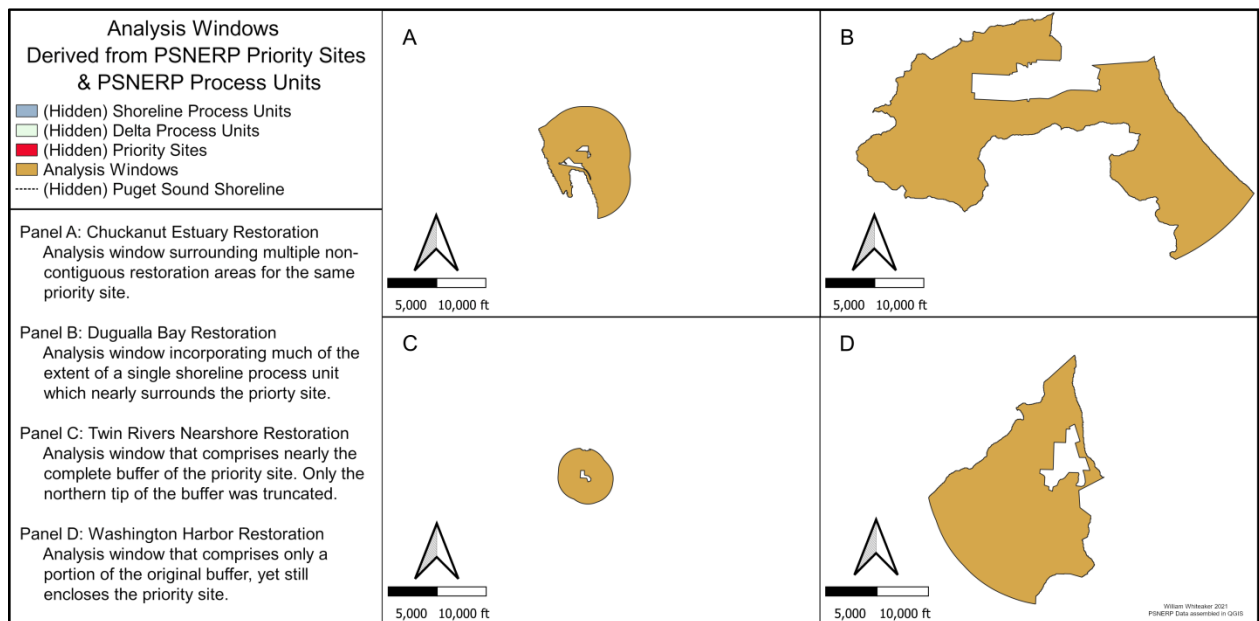 Analysis Windows
Derived from PSNERP Priority Sites
& PSNERP Process Units
(Hidden) Shoreline Process Units
(Hidden) Delta Process Units
(Hidden) Priority Sites
Analysis Windows
(Hidden) Puget Sound Shoreline
Panel A: Chuckanut Estuary Restoration
Analysis window surrounding multiple non-
contiguous restoration areas for the same
priority site.
Panel B: Dugualla Bay Restoration
Analysis window incorporating much of the
extent of a single shoreline process unit
which nearly surrounds the priorty site.
Panel C: Twin Rivers Nearshore Restoration
Analysis window that comprises nearly the
complete buffer of the priority site. Only the
northern tip of the buffer was truncated.
Panel D: Washington Harbor Restoration
Analysis window that comprises only a
portion of the original buffer, yet still
encloses the priority site.
A
5,000 10,000 ft
B
5,000 10,000 ft
C
5,000 10,000 ft
D
5,000 10,000 ft
William Whiteaker 2021
PSNERP Data assembled in QGIS